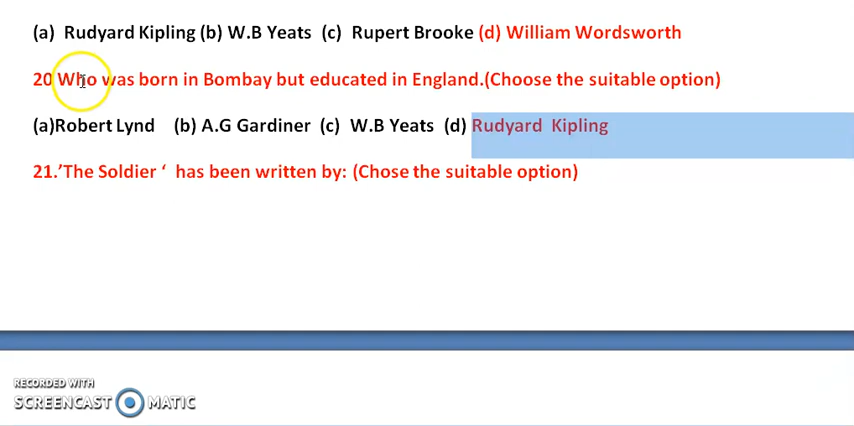 (a) Rudyard Kipling (b) W.B Yeats (c) Rupert Brooke (d) William Wordsworth
20 Who was born in Bombay but educated in England.(Choose the suitable option)
(a)Robert Lynd (b) A.G Gardiner (c) W.B Yeats (d) Rudyard Kipling
21.’The Soldier ‘ has been written by: (Chose the suitable option)
RECORDED WITH
SCREENCAST MATIC